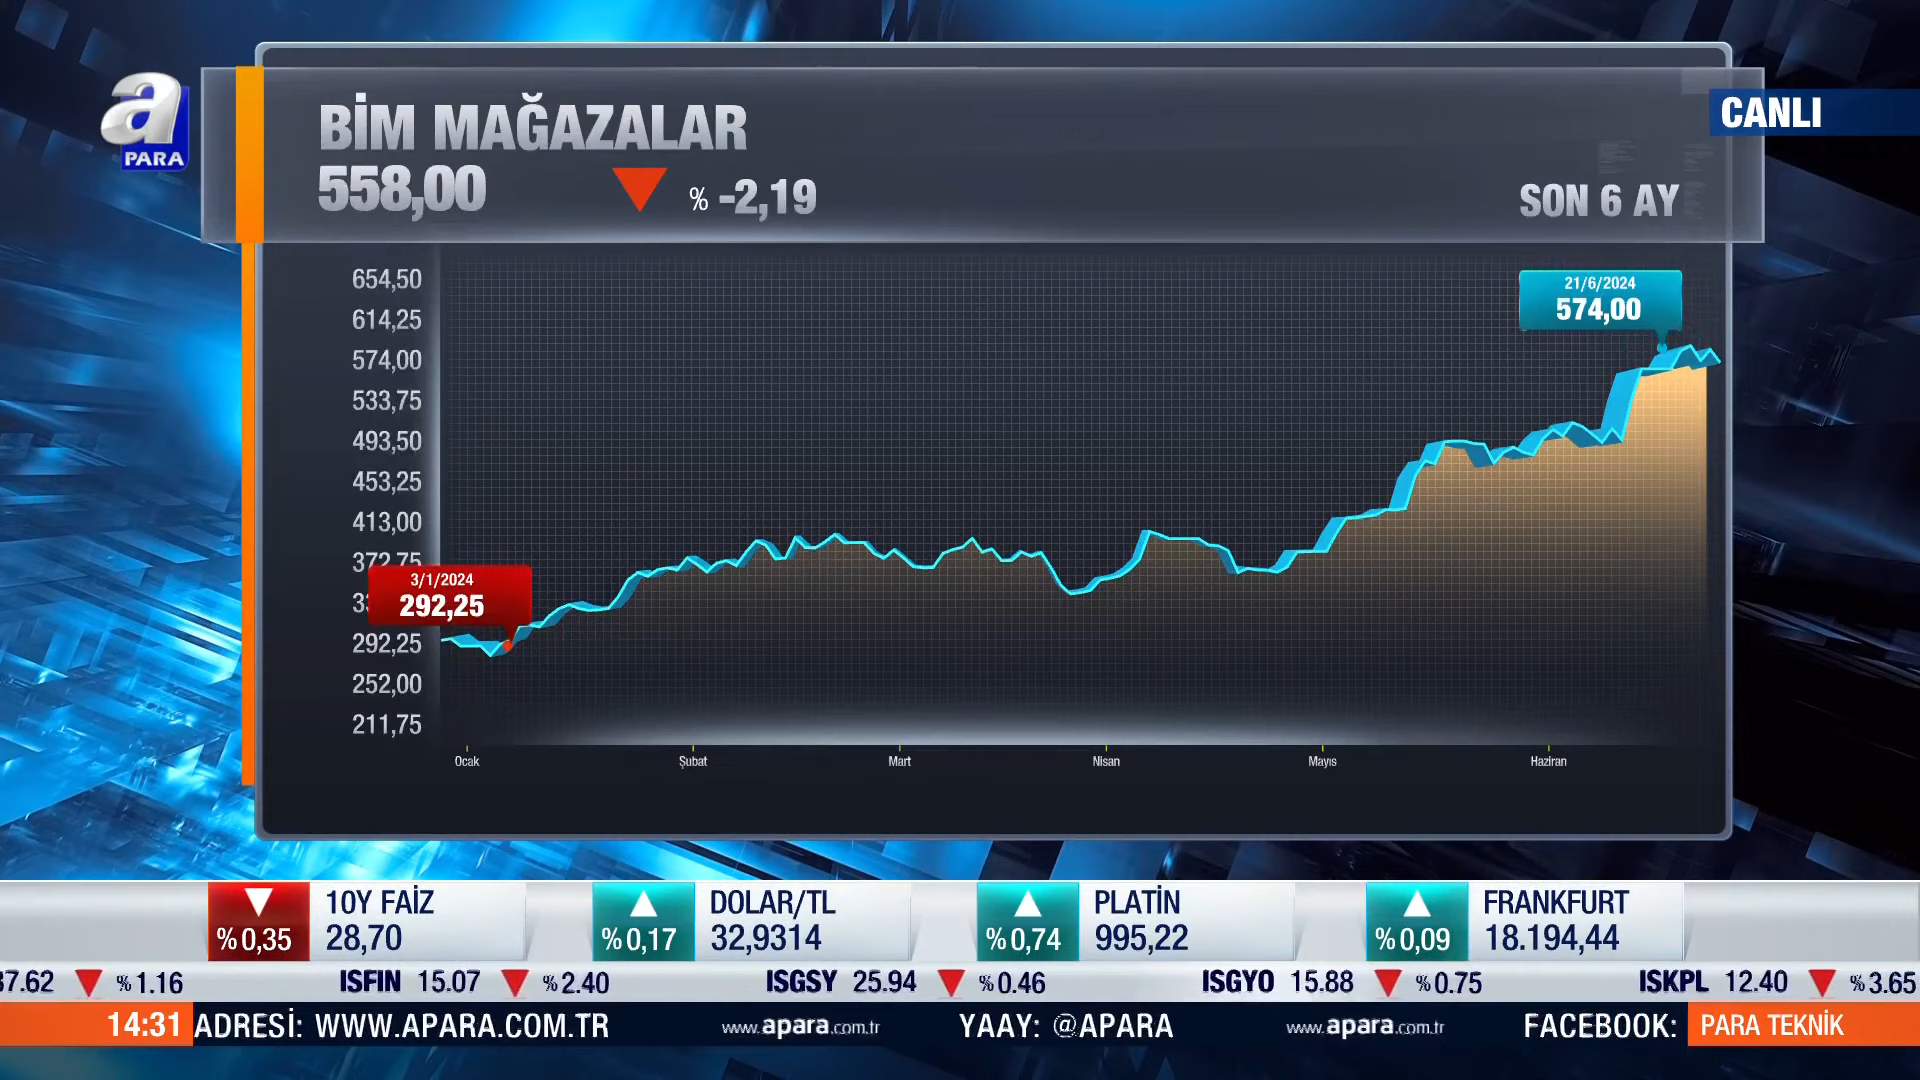 a
PARA
BİM MAĞAZALAR
558,00 % -2,19
SON 6 AY
CANLI
654,50
614,25
574,00
533,75
493,50
453,25
413,00
372,75
292,25
252,00
211,75
21/6/2024
574,00
3/1/2024
292,25
Ocak Şubat Mart Nisan Mayıs Haziran
%0,35 10Y FAİZ 28,70
%0,17 DOLAR/TL 32,9314
%0,74 PLATİN 995,22
%0,09 FRANKFURT 18.194,44
37.62 %1.16 ISFIN 15.07 %2.40 ISGSY 25.94 %0.46 ISGYO 15.88 %0.75 ISKPL 12.40 %3.65
14:31 ADRESİ: WWW.APARA.COM.TR www.apara.com.tr YAAY: @APARA www.apara.com.tr FACEBOOK: PARA TEKNİK